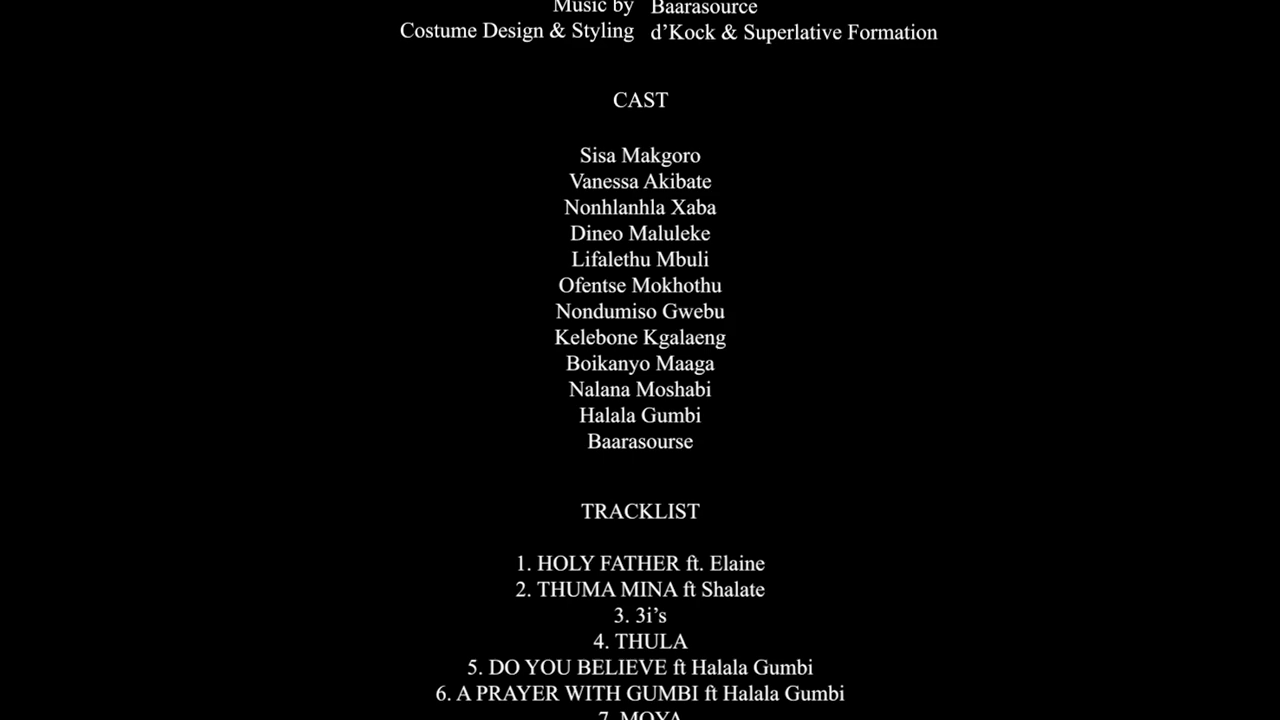 Music by Baarasource
Costume Design & Styling d’Kock & Superlative Formation
CAST
Sisa Makgoro
Vanessa Akibate
Nonhlanhla Xaba
Dineo Maluleke
Lifalethu Mbuli
Ofentse Mokhothu
Nondumiso Gwebu
Kelebone Kgalaeng
Boikanyo Maaga
Nalana Moshabi
Halala Gumbi
Baarasourse
TRACKLIST
1. HOLY FATHER ft. Elaine
2. THUMA MINA ft Shalate
3. 3i’s
4. THULA
5. DO YOU BELIEVE ft Halala Gumbi
6. A PRAYER WITH GUMBI ft Halala Gumbi
7. MOYA